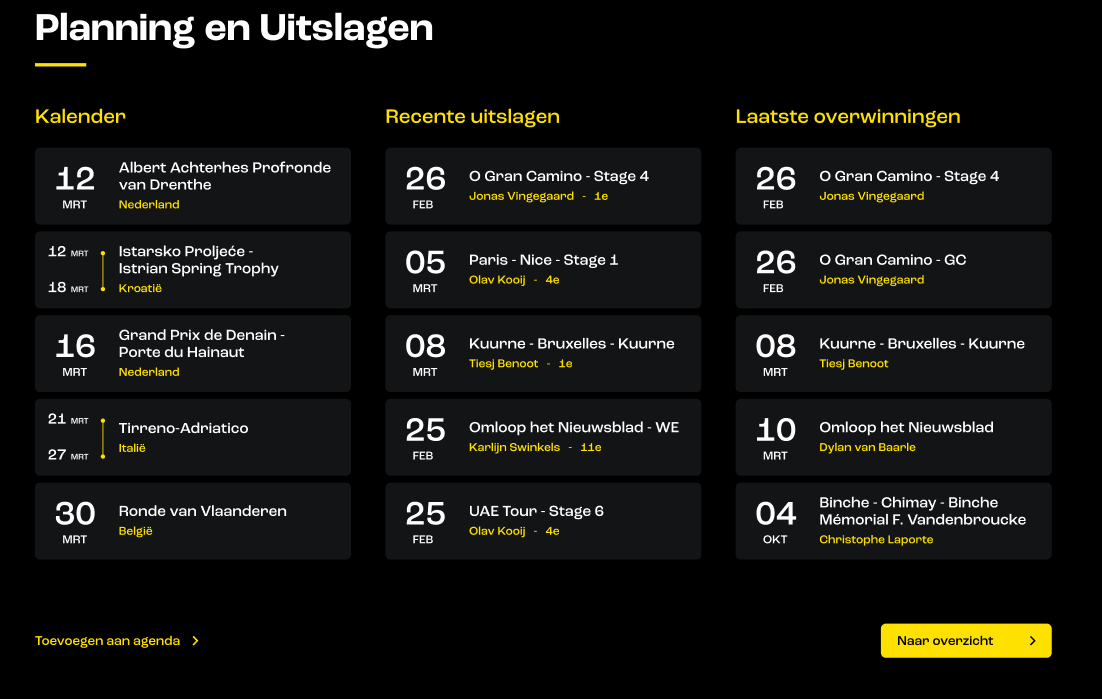 Planning en Uitslagen
Kalender
12
MRT
Albert Achterhes Profronde
van Drenthe
Nederland
12 MRT
18 MRT
Istarsko Proljeće -
Istrian Spring Trophy
Kroatië
16
MRT
Grand Prix de Denain -
Porte du Hainaut
Nederland
21 MRT
27 MRT
Tirreno-Adriatico
Italië
30
MRT
Ronde van Vlaanderen
België
Recente uitslagen
26
FEB
O Gran Camino - Stage 4
Jonas Vingegaard - 1e
05
MRT
Paris - Nice - Stage 1
Olav Kooij - 4e
08
MRT
Kuurne - Bruxelles - Kuurne
Tiesj Benoot - 1e
25
FEB
Omloop het Nieuwsblad - WE
Karlijn Swinkels - 11e
25
FEB
UAE Tour - Stage 6
Olav Kooij - 4e
Laatste overwinningen
26
FEB
O Gran Camino - Stage 4
Jonas Vingegaard
26
FEB
O Gran Camino - GC
Jonas Vingegaard
08
MRT
Kuurne - Bruxelles - Kuurne
Tiesj Benoot
10
MRT
Omloop het Nieuwsblad
Dylan van Baarle
04
OKT
Binche - Chimay - Binche
Mémorial F. Vandenbroucke
Christophe Laporte
Toevoegen aan agenda
Naar overzicht